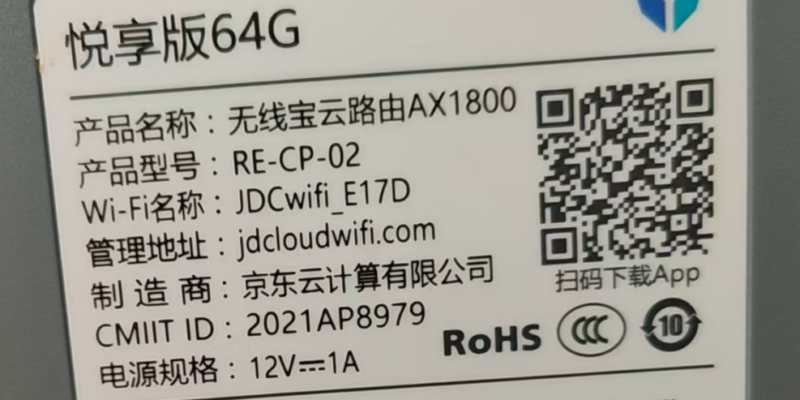 悦享版64G
产品名称：无线宝云路由AX1800
产品型号：RE-CP-02
Wi-Fi名称：JDCwifi_E17D
管理地址：jdcloudwifi.com
制造商：京东云计算有限公司
CMIIT ID：2021AP8979
电源规格：12V⎓1A
扫码下载App
RoHS
CCC
10